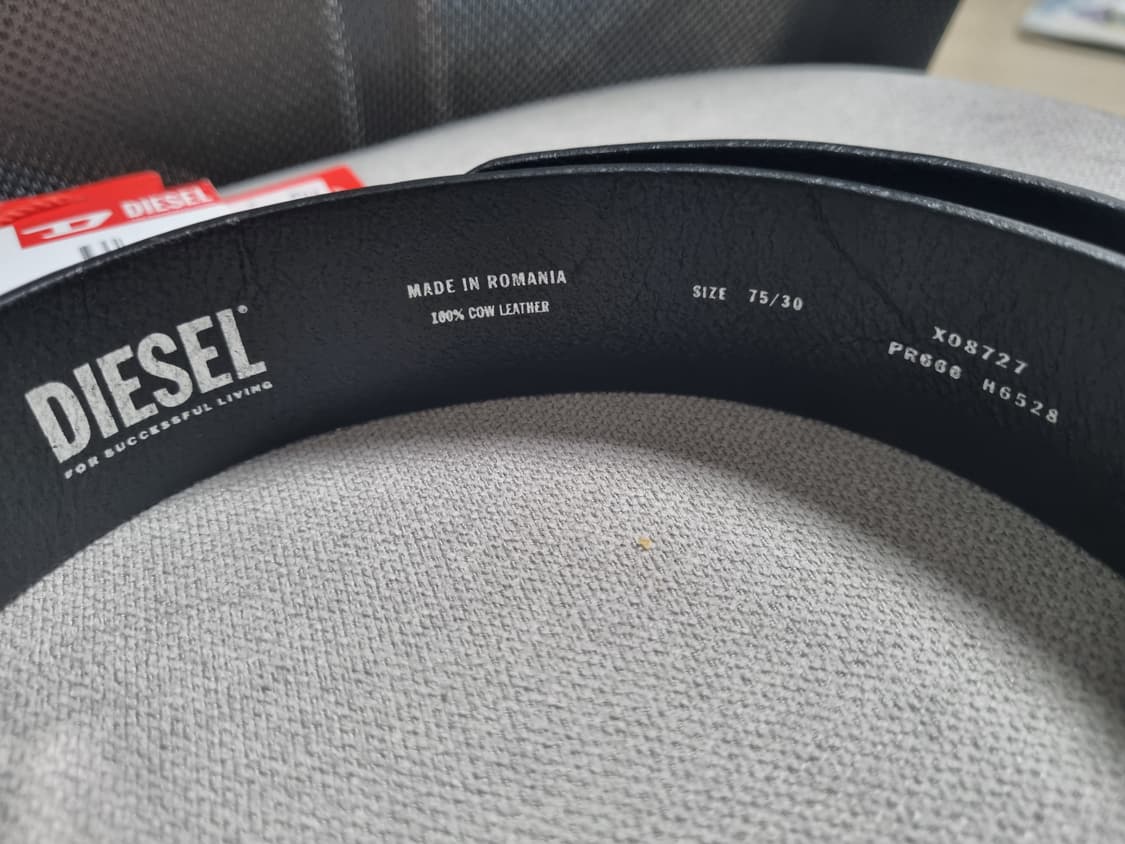 DIESEL
DIESEL®
FOR SUCCESSFUL LIVING
MADE IN ROMANIA
100% COW LEATHER
SIZE 75/30
X08727
PR666 H6528